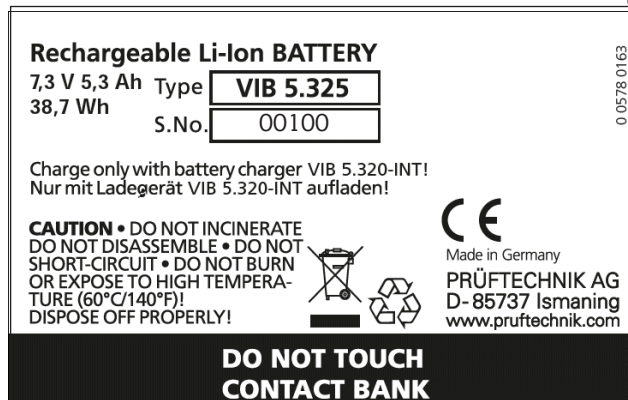 Rechargeable Li-Ion BATTERY
7,3 V 5,3 Ah Type VIB 5.325
38,7 Wh
S.No. 00100
0 0578 0163
Charge only with battery charger VIB 5.320-INT!
Nur mit Ladegerät VIB 5.320-INT aufladen!
CAUTION • DO NOT INCINERATE
DO NOT DISASSEMBLE • DO NOT
SHORT-CIRCUIT • DO NOT BURN
OR EXPOSE TO HIGH TEMPERA-
TURE (60°C/140°F)!
DISPOSE OFF PROPERLY!
CE
Made in Germany
PRÜFTECHNIK AG
D-85737 Ismaning
www.pruftechnik.com
DO NOT TOUCH
CONTACT BANK